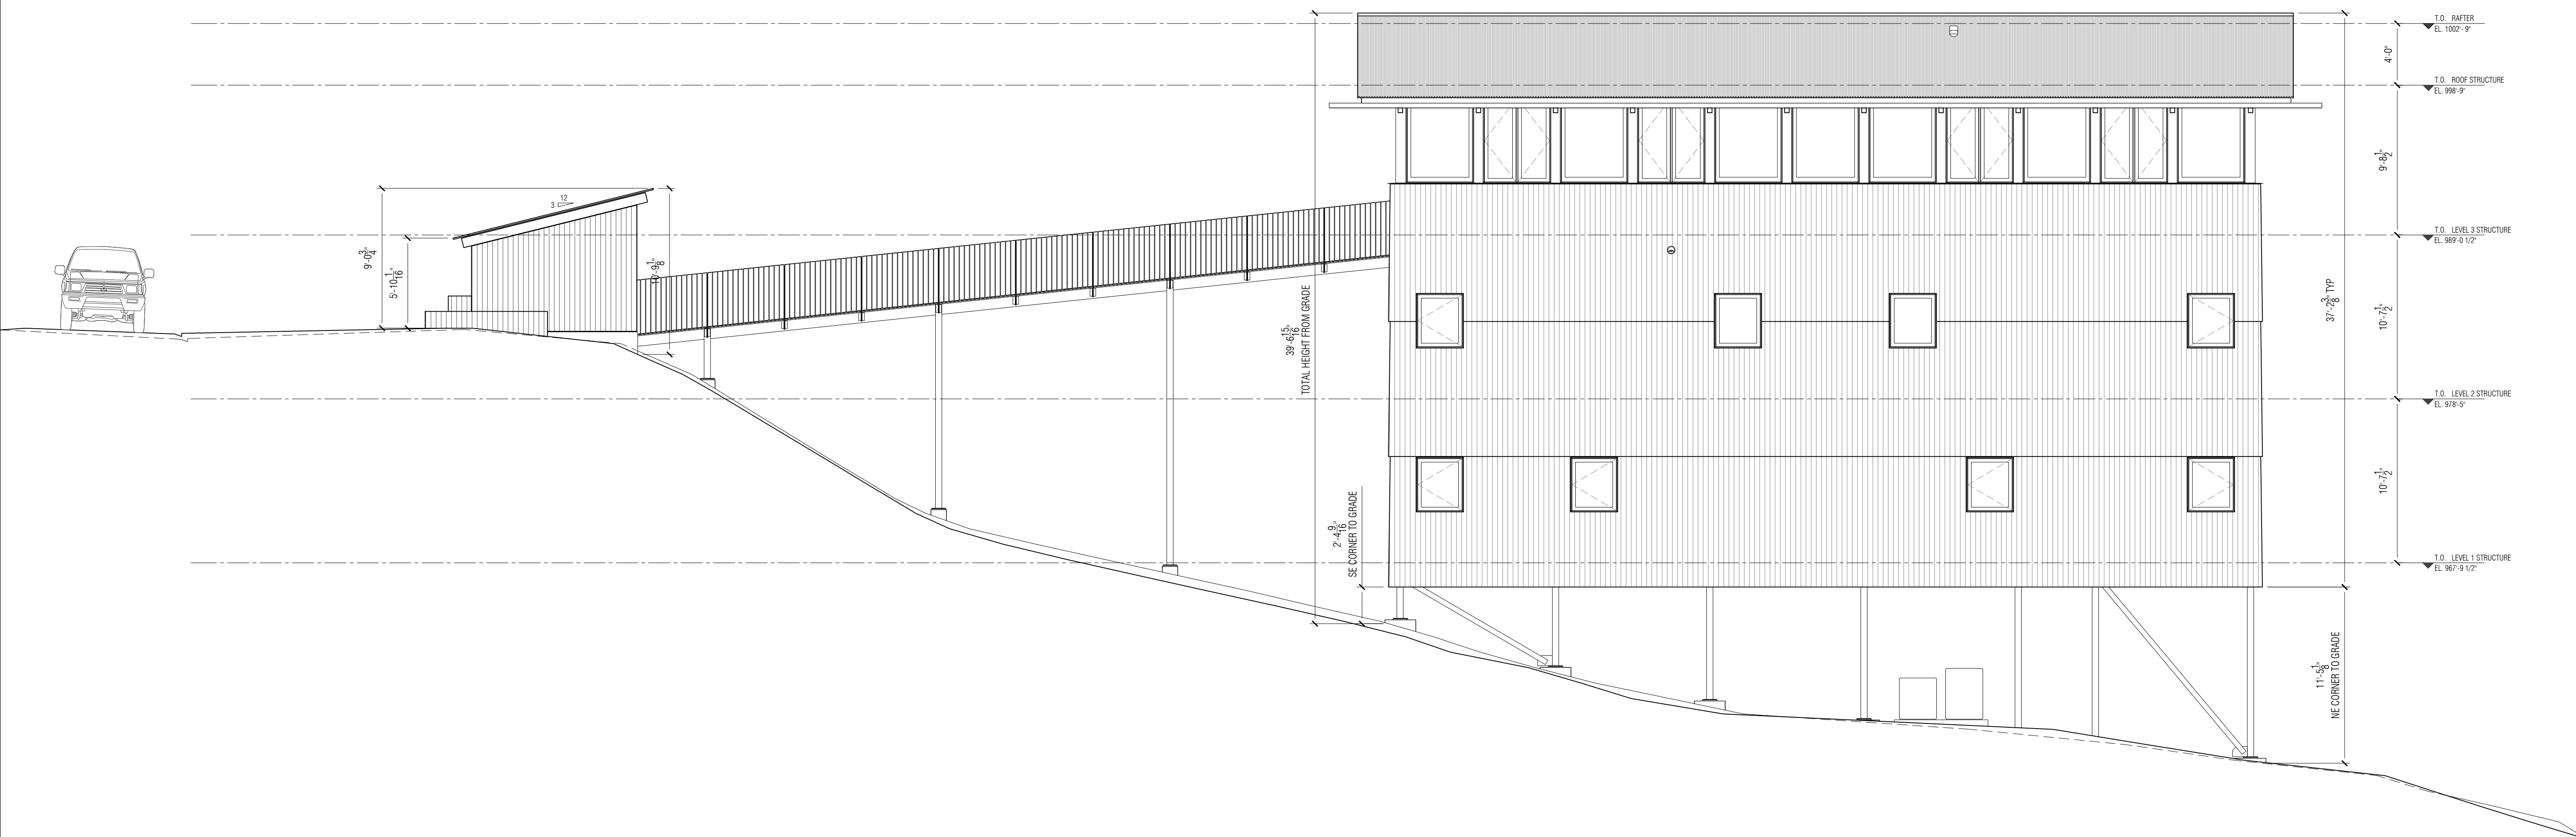 T.O. RAFTER
EL. 1002'- 9"
4'-0"
T.O. ROOF STRUCTURE
EL. 998'-9"
9'-8 1/2"
T.O. LEVEL 3 STRUCTURE
EL. 989'-0 1/2"
10'-7 1/2"
T.O. LEVEL 2 STRUCTURE
EL. 978'-5"
10'-7 1/2"
T.O. LEVEL 1 STRUCTURE
EL. 967'-9 1/2"
37'-2 3/8" TYP
11'-5 1/8"
NE CORNER TO GRADE
39'-6 15/16"
TOTAL HEIGHT FROM GRADE
2'-4 9/16"
SE CORNER TO GRADE
12
3
9'-0 3/4"
5'-10 1/16"
10'-9 1/8"